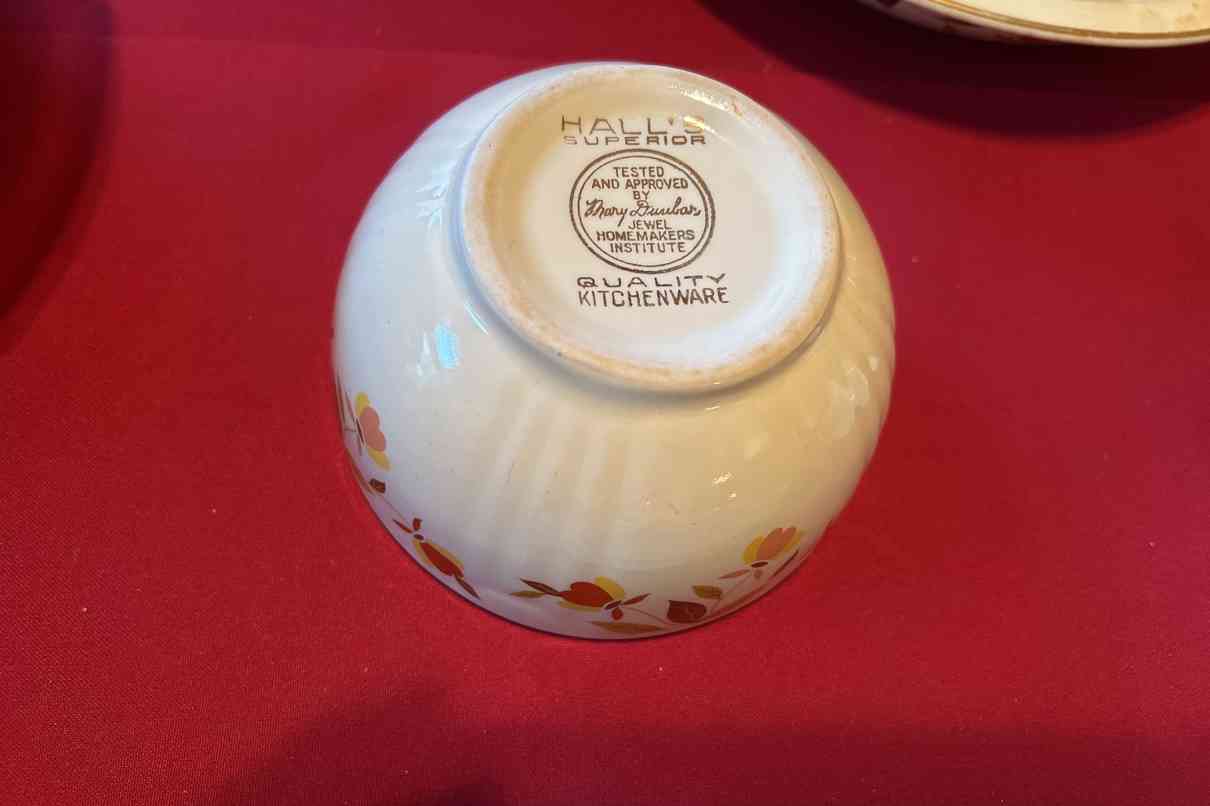 HALL'S
SUPERIOR
TESTED
AND APPROVED
BY
Mary Dunbar
JEWEL
HOMEMAKERS
INSTITUTE
QUALITY
KITCHENWARE